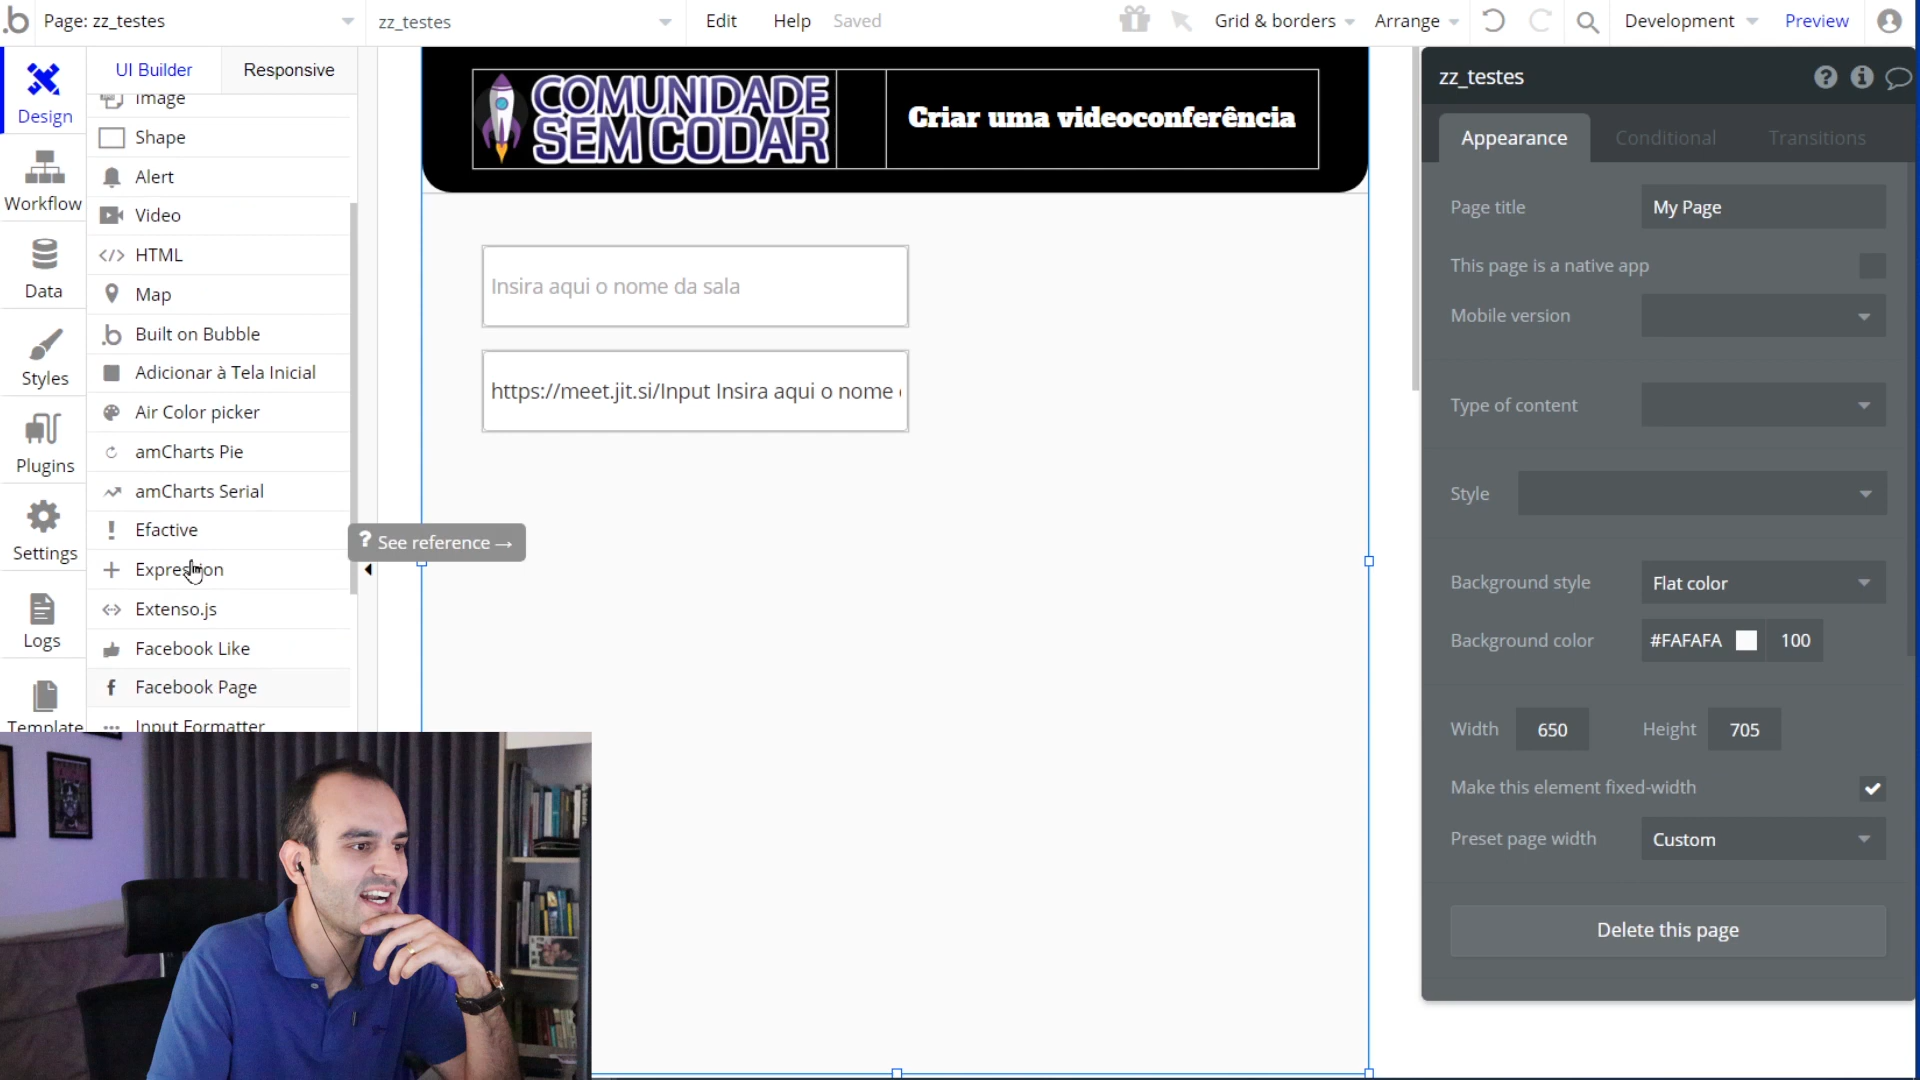 Page: zz_testes
zz_testes
Edit
Help
Saved
Grid & borders
Arrange
Development
Preview
UI Builder
Responsive
Design
Workflow
Data
Styles
Plugins
Settings
Logs
Template
Image
Shape
Alert
Video
HTML
Map
Built on Bubble
Adicionar à Tela Inicial
Air Color picker
amCharts Pie
amCharts Serial
Efactive
Expression
Extenso.js
Facebook Like
Facebook Page
Input Formatter
? See reference →
COMUNIDADE
SEM CODAR
Criar uma videoconferência
Insira aqui o nome da sala
https://meet.jit.si/Input Insira aqui o nome
zz_testes
Appearance
Conditional
Transitions
Page title
My Page
This page is a native app
Mobile version
Type of content
Style
Background style
Flat color
Background color
#FAFAFA
100
Width
650
Height
705
Make this element fixed-width
Preset page width
Custom
Delete this page